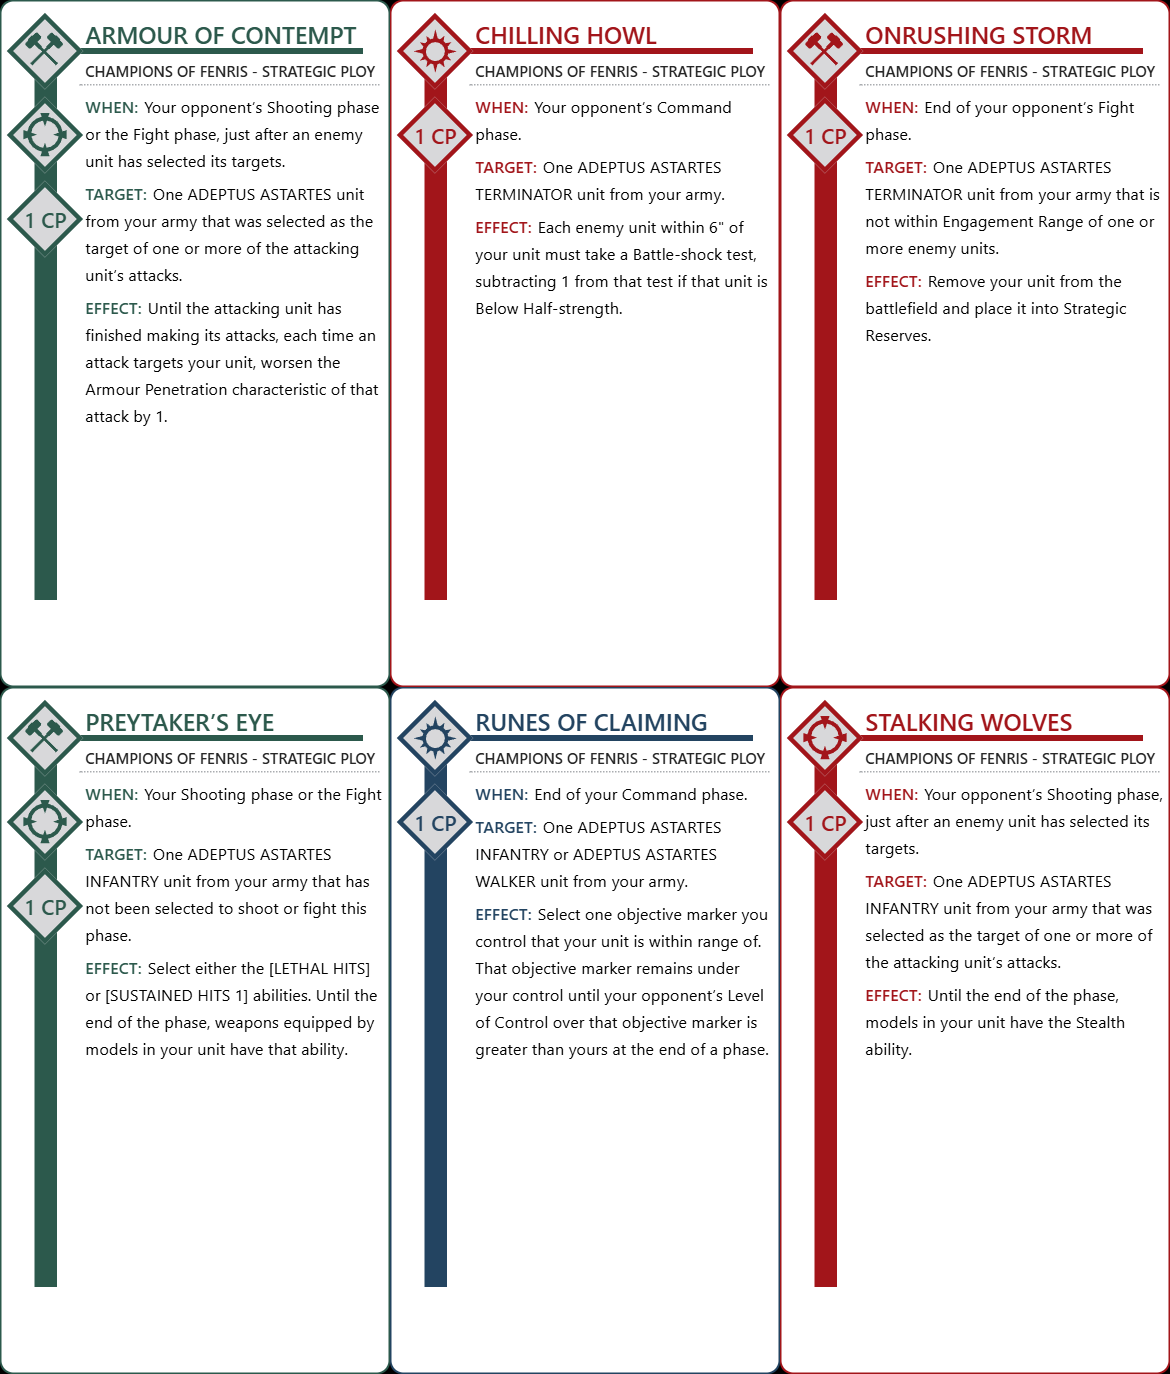 ARMOUR OF CONTEMPT
CHAMPIONS OF FENRIS - STRATEGIC PLOY
WHEN: Your opponent’s Shooting phase
or the Fight phase, just after an enemy
unit has selected its targets.
1 CP
TARGET: One ADEPTUS ASTARTES unit
from your army that was selected as the
target of one or more of the attacking
unit’s attacks.
EFFECT: Until the attacking unit has
finished making its attacks, each time an
attack targets your unit, worsen the
Armour Penetration characteristic of that
attack by 1.
CHILLING HOWL
CHAMPIONS OF FENRIS - STRATEGIC PLOY
WHEN: Your opponent’s Command
phase.
1 CP
TARGET: One ADEPTUS ASTARTES
TERMINATOR unit from your army.
EFFECT: Each enemy unit within 6" of
your unit must take a Battle-shock test,
subtracting 1 from that test if that unit is
Below Half-strength.
ONRUSHING STORM
CHAMPIONS OF FENRIS - STRATEGIC PLOY
WHEN: End of your opponent’s Fight
phase.
1 CP
TARGET: One ADEPTUS ASTARTES
TERMINATOR unit from your army that is
not within Engagement Range of one or
more enemy units.
EFFECT: Remove your unit from the
battlefield and place it into Strategic
Reserves.
PREYTAKER’S EYE
CHAMPIONS OF FENRIS - STRATEGIC PLOY
WHEN: Your Shooting phase or the Fight
phase.
TARGET: One ADEPTUS ASTARTES
INFANTRY unit from your army that has
not been selected to shoot or fight this
phase.
1 CP
EFFECT: Select either the [LETHAL HITS]
or [SUSTAINED HITS 1] abilities. Until the
end of the phase, weapons equipped by
models in your unit have that ability.
RUNES OF CLAIMING
CHAMPIONS OF FENRIS - STRATEGIC PLOY
WHEN: End of your Command phase.
1 CP
TARGET: One ADEPTUS ASTARTES
INFANTRY or ADEPTUS ASTARTES
WALKER unit from your army.
EFFECT: Select one objective marker you
control that your unit is within range of.
That objective marker remains under
your control until your opponent’s Level
of Control over that objective marker is
greater than yours at the end of a phase.
STALKING WOLVES
CHAMPIONS OF FENRIS - STRATEGIC PLOY
WHEN: Your opponent’s Shooting phase,
just after an enemy unit has selected its
targets.
1 CP
TARGET: One ADEPTUS ASTARTES
INFANTRY unit from your army that was
selected as the target of one or more of
the attacking unit’s attacks.
EFFECT: Until the end of the phase,
models in your unit have the Stealth
ability.